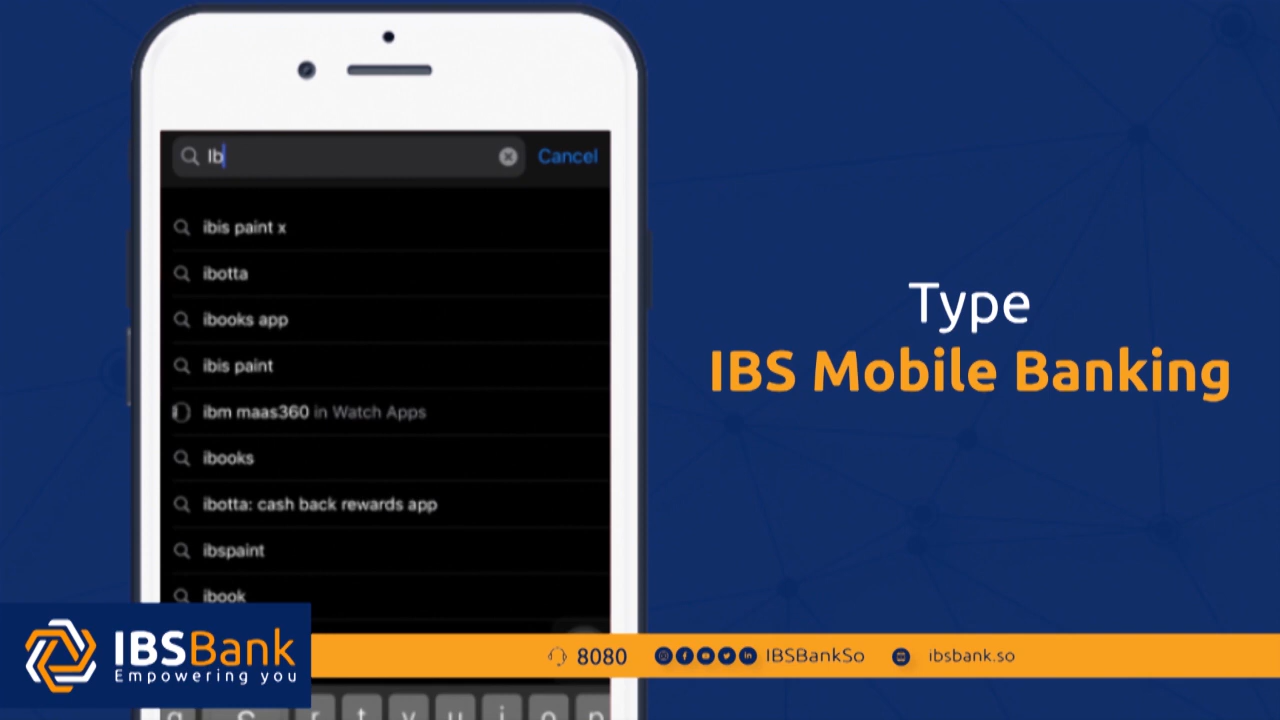 Ib
Cancel
ibis paint x
ibotta
ibooks app
ibis paint
ibm maas360 in Watch Apps
ibooks
ibotta: cash back rewards app
ibspaint
ibook
Type
IBS Mobile Banking
IBSBank
Empowering you
8080
IBSBankSo
ibsbank.so